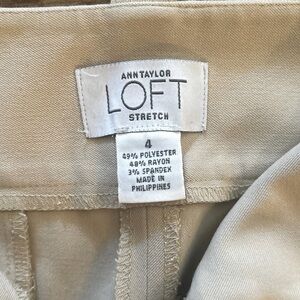 ANN TAYLOR
LOFT
STRETCH
4
49% POLYESTER
48% RAYON
3% SPANDEX
MADE IN
PHILIPPINES